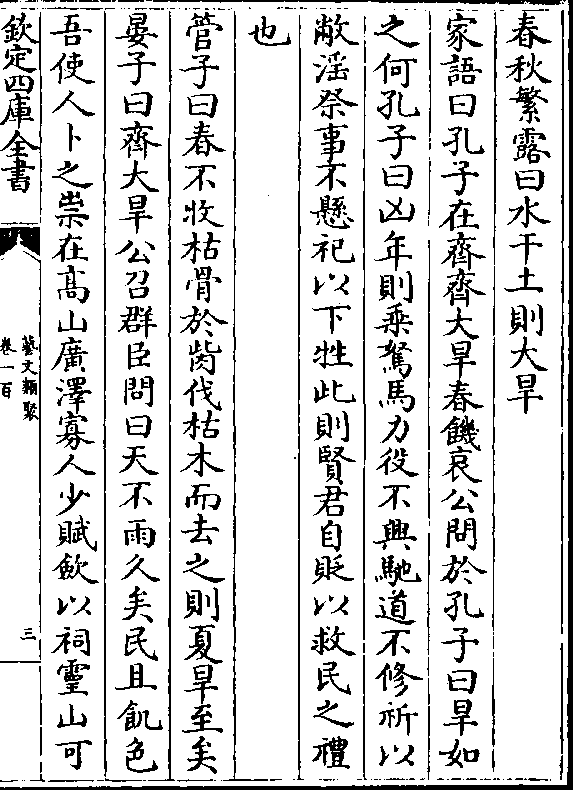 春秋繁露曰水干土則大旱
家語曰孔子在齊齊大旱春饑哀公問於孔子曰旱如
之何孔子曰凶年則乘駑馬力役不興馳道不修祈以
敝滛祭事不懸祀以下牲此則賢君自貶以救民之禮
也
管子曰春不收枯骨於崗伐枯木而去之則夏旱至矣
晏子曰齊大旱公召群臣問曰天不雨久矣民且飢色
吾使人卜之祟在髙山廣澤寡人少賦歛以祠靈山可
欽定四庫全書
藝文類聚
卷一百
三